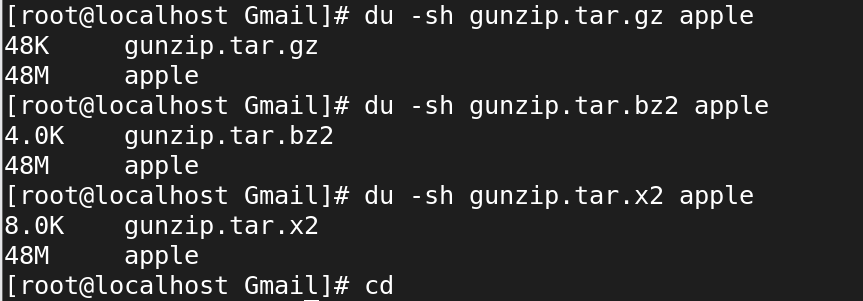 [root@localhost Gmail]# du -sh gunzip.tar.gz apple
48K     gunzip.tar.gz
48M     apple
[root@localhost Gmail]# du -sh gunzip.tar.bz2 apple
4.0K    gunzip.tar.bz2
48M     apple
[root@localhost Gmail]# du -sh gunzip.tar.x2 apple
8.0K    gunzip.tar.x2
48M     apple
[root@localhost Gmail]# cd